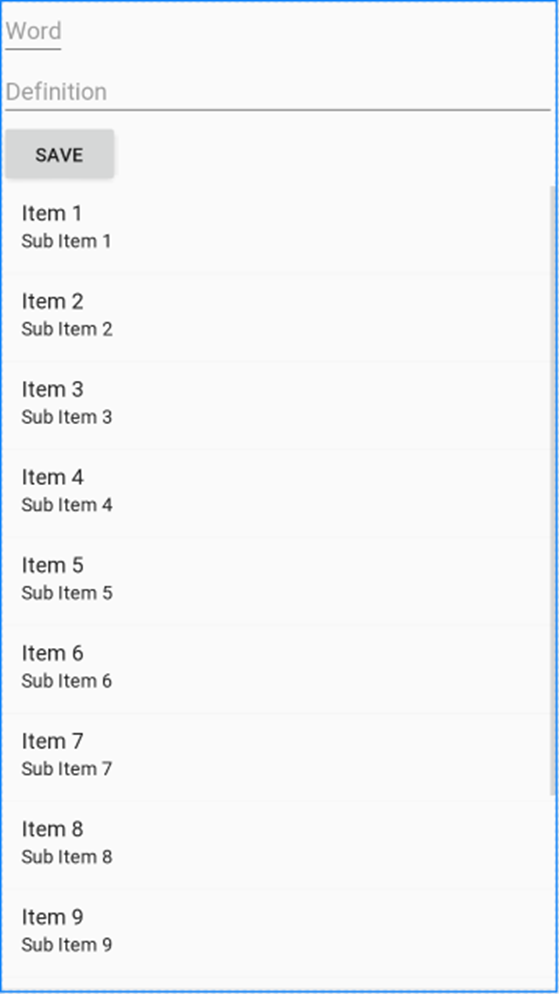 Word
Definition
SAVE
Item 1
Sub Item 1
Item 2
Sub Item 2
Item 3
Sub Item 3
Item 4
Sub Item 4
Item 5
Sub Item 5
Item 6
Sub Item 6
Item 7
Sub Item 7
Item 8
Sub Item 8
Item 9
Sub Item 9